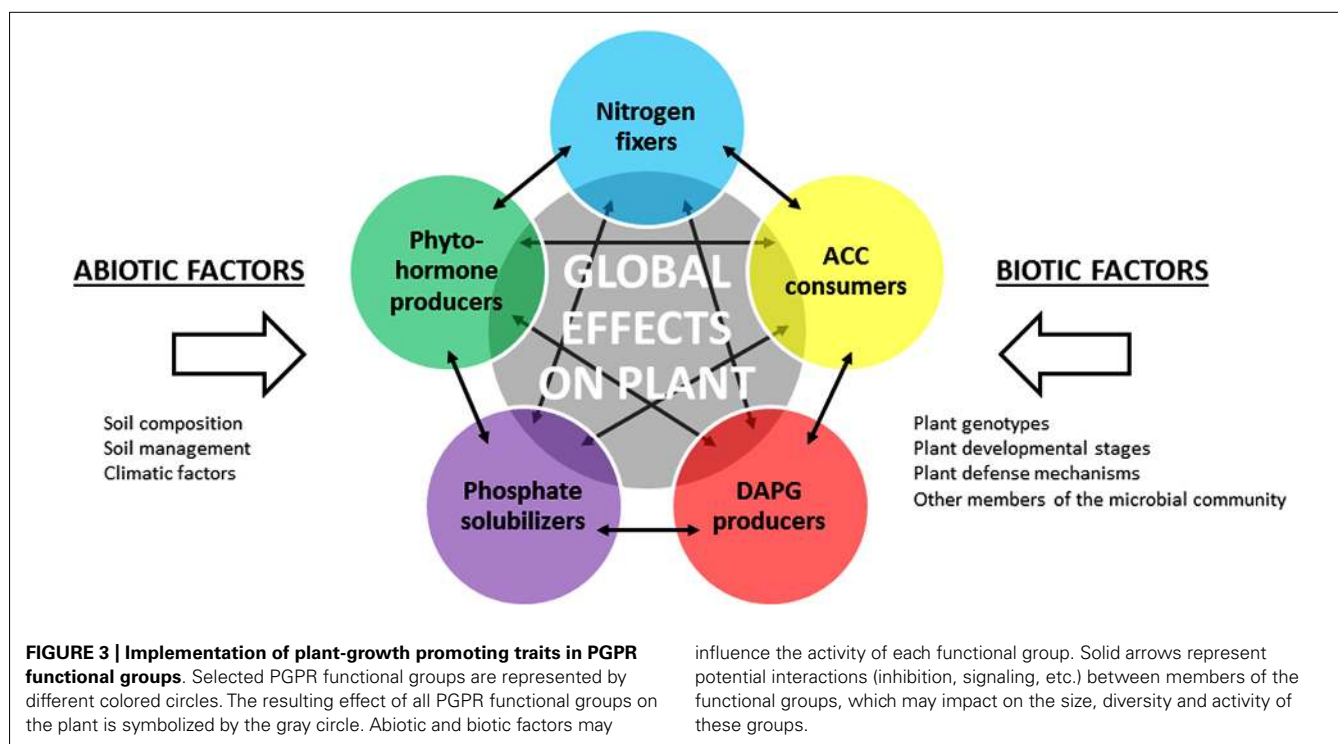 Nitrogen
fixers
Phyto-
hormone
producers
ACC
consumers
GLOBAL
EFFECTS
ON PLANT
ABIOTIC FACTORS
Soil composition
Soil management
Climatic factors
BIOTIC FACTORS
Plant genotypes
Plant developmental stages
Plant defense mechanisms
Other members of the microbial community
Phosphate
solubilizers
DAPG
producers
FIGURE 3 | Implementation of plant-growth promoting traits in PGPR
functional groups. Selected PGPR functional groups are represented by
different colored circles. The resulting effect of all PGPR functional groups on
the plant is symbolized by the gray circle. Abiotic and biotic factors may
influence the activity of each functional group. Solid arrows represent
potential interactions (inhibition, signaling, etc.) between members of the
functional groups, which may impact on the size, diversity and activity of
these groups.